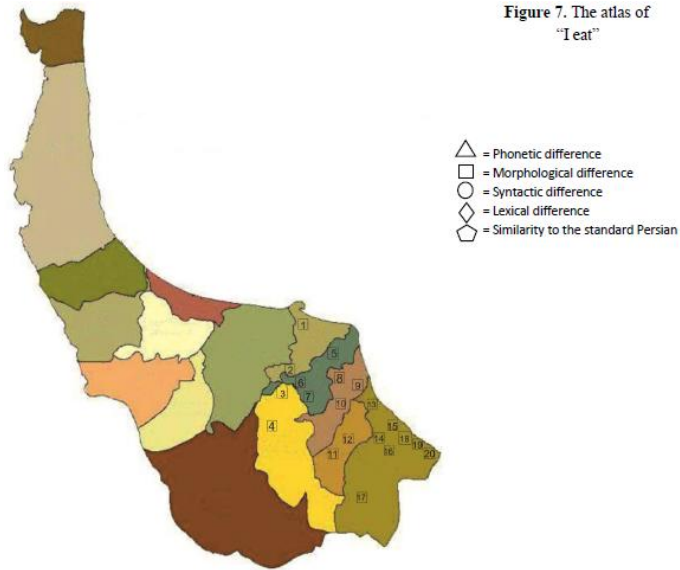 Figure 7. The atlas of
“I eat”
= Phonetic difference
= Morphological difference
= Syntactic difference
= Lexical difference
= Similarity to the standard Persian
1
5
2
6
8
3
7
9
10
13
4
15
12
14
18
19
11
16
20
17